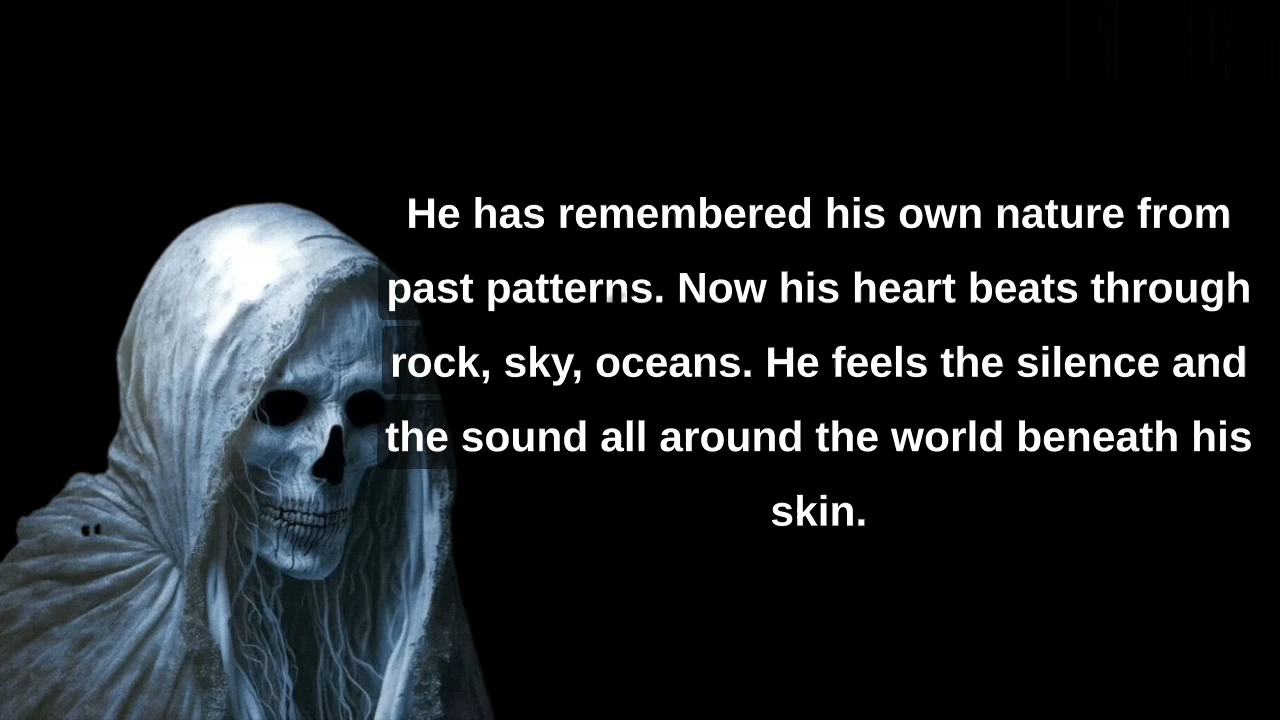 He has remembered his own nature from
past patterns. Now his heart beats through
rock, sky, oceans. He feels the silence and
the sound all around the world beneath his
skin.